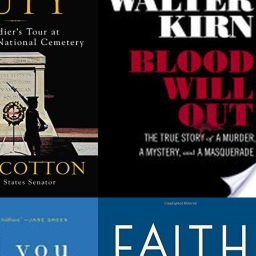 UTY
dier's Tour at
National Cemetery
COTTON
States Senator
WALTER
KIRN
BLOOD
WILL
OUT
THE TRUE STORY of A MURDER,
A MYSTERY, and A MASQUERADE
—JANE GREEN
you
FAITH